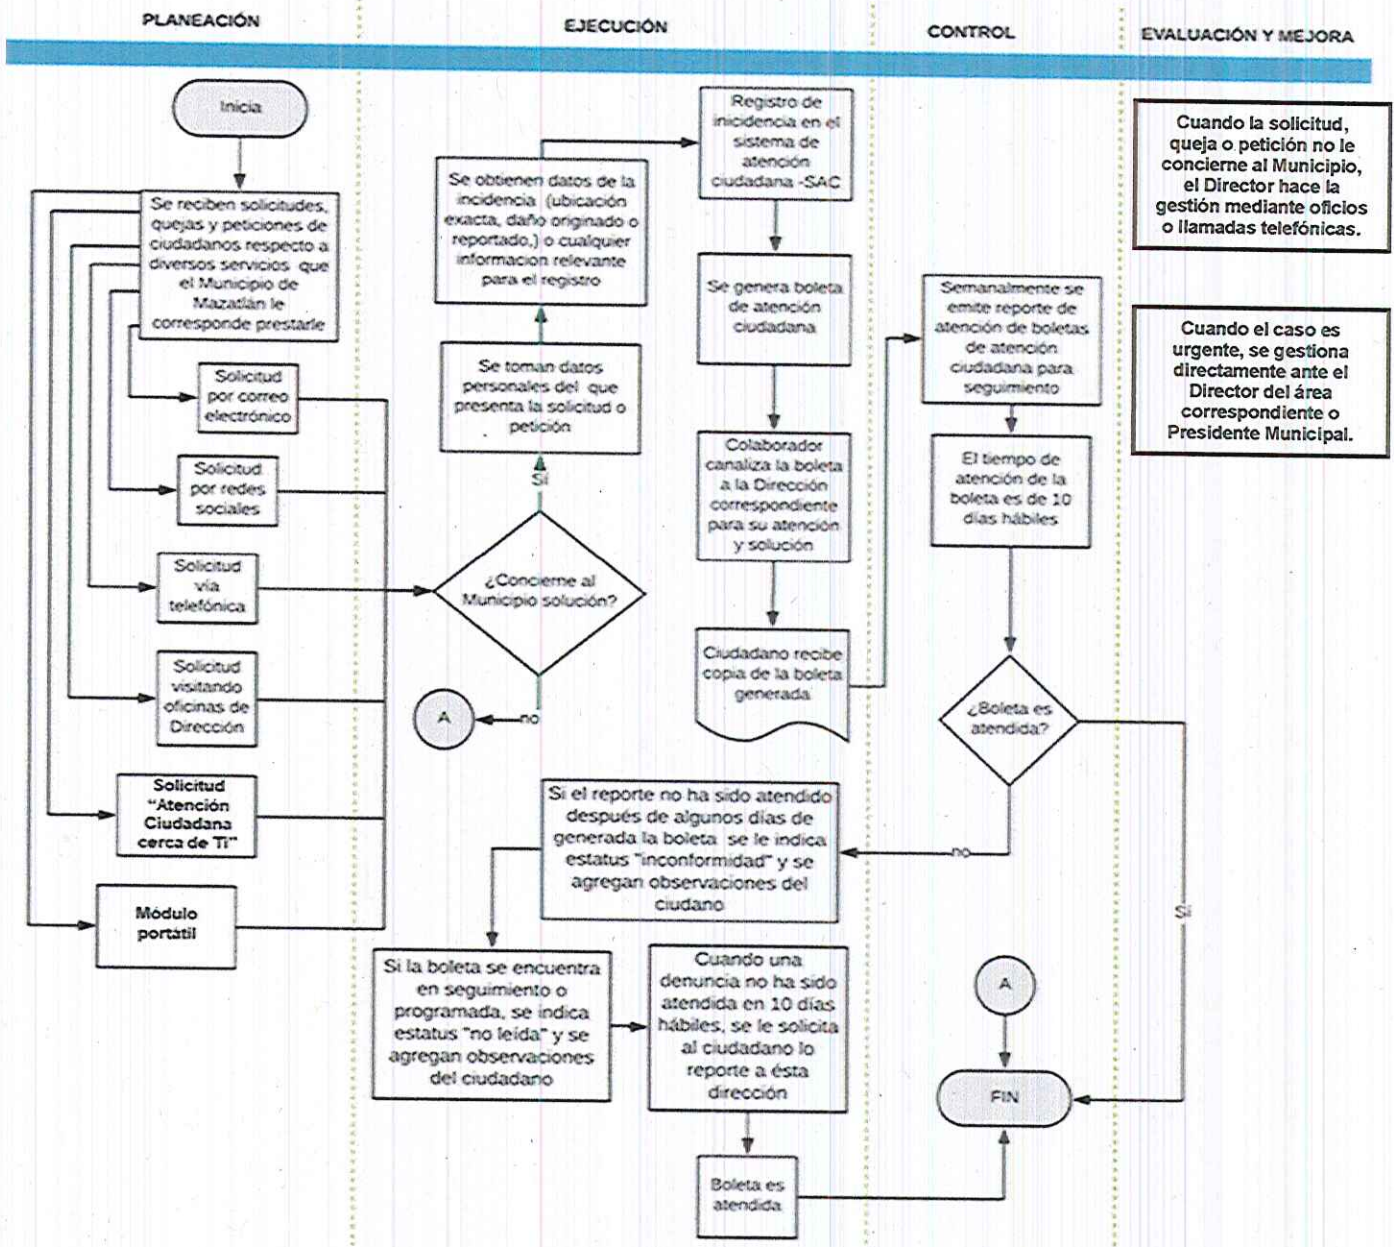 PLANEACIÓN
EJECUCIÓN
CONTROL
EVALUACIÓN Y MEJORA
Inicia
Se reciben solicitudes,
quejas y peticiones de
ciudadanos respecto a
diversos servicios que
el Municipio de
Mazatlán le
corresponde prestarle
Solicitud
por correo
electrónico
Solicitud
por redes
sociales
Solicitud
vía
telefónica
Solicitud
visitando
oficinas de
Dirección
Solicitud
"Atención
Ciudadana
cerca de Ti"
Módulo
portátil
¿Concierne al
Municipio solución?
no
A
Sí
Se toman datos
personales del que
presenta la solicitud o
petición
Se obtienen datos de la
incidencia (ubicación
exacta, daño originado o
reportado,) o cualquier
informacion relevante
para el registro
Registro de
inicidencia en el
sistema de
atención
ciudadana -SAC
Se genera boleta
de atención
ciudadana
Colaborador
canaliza la boleta
a la Dirección
correspondiente
para su atención
y solución
Ciudadano recibe
copia de la boleta
generada
Semanalmente se
emite reporte de
atención de boletas
de atención
ciudadana para
seguimiento
El tiempo de
atención de la
boleta es de 10
días hábiles
¿Boleta es
atendida?
no
Sí
Si el reporte no ha sido atendido
después de algunos días de
generada la boleta se le indica
estatus "inconformidad" y se
agregan observaciones del
ciudano
Si la boleta se encuentra
en seguimiento o
programada, se indica
estatus "no leída" y se
agregan observaciones
del ciudadano
Cuando una
denuncia no ha sido
atendida en 10 días
hábiles, se le solicita
al ciudadano lo
reporte a ésta
dirección
Boleta es
atendida
A
FIN
Cuando la solicitud,
queja o petición no le
concierne al Municipio,
el Director hace la
gestión mediante oficios
o llamadas telefónicas.
Cuando el caso es
urgente, se gestiona
directamente ante el
Director del área
correspondiente o
Presidente Municipal.